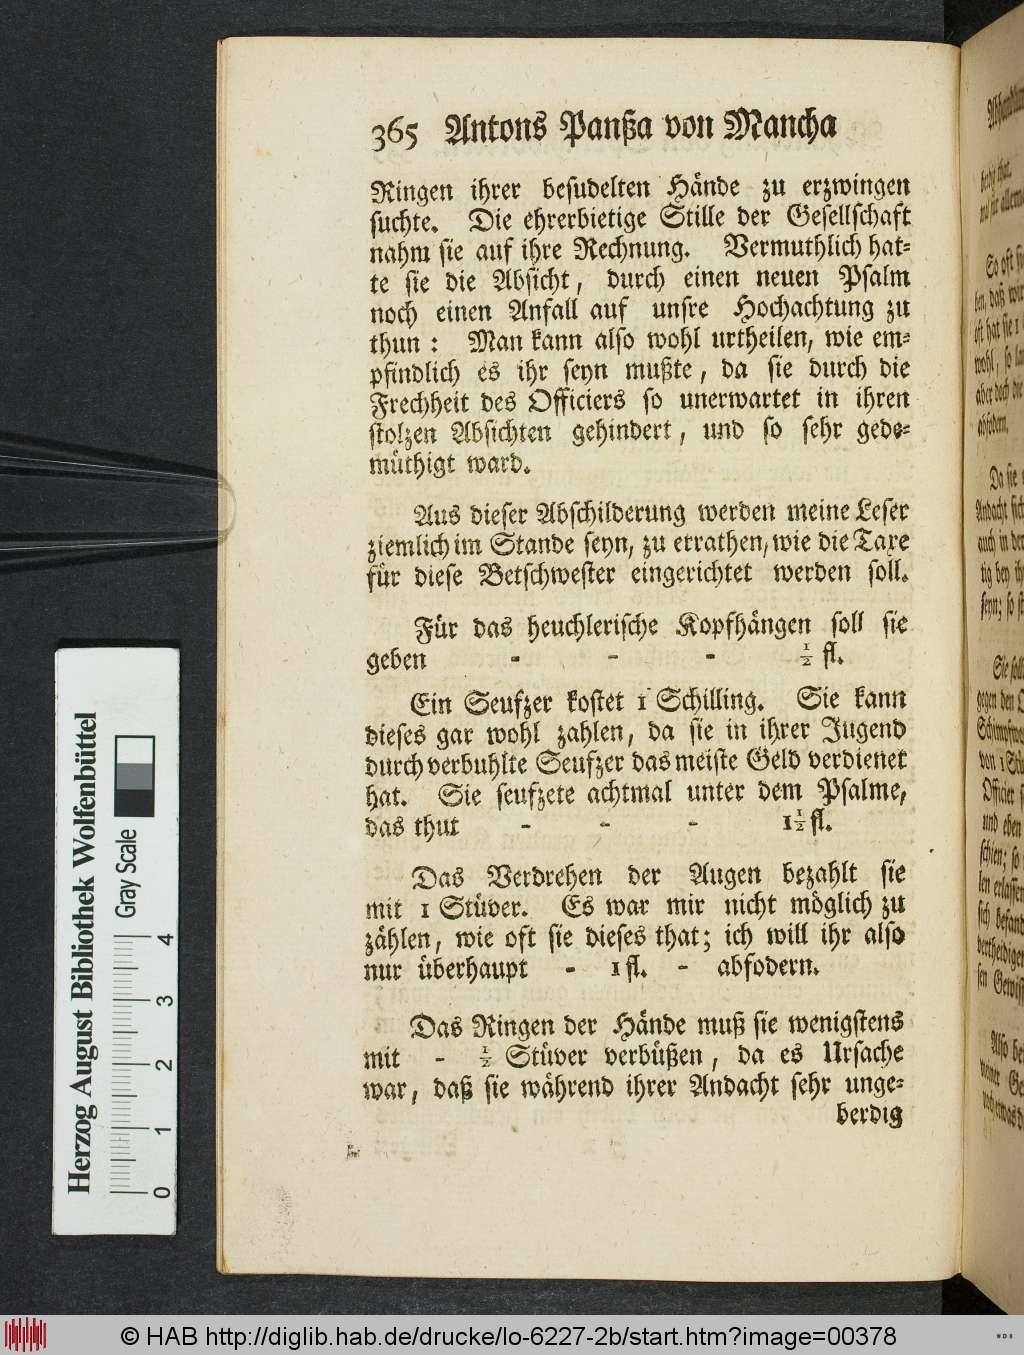 365 Antons Panßa von Mancha
Ringen ihrer besudelten Hände zu erzwingen
suchte. Die ehrerbietige Stille der Gesellschaft
nahm sie auf ihre Rechnung. Vermuthlich hat-
te sie die Absicht, durch einen neuen Psalm
noch einen Anfall auf unsre Hochachtung zu
thun: Man kann also wohl urtheilen, wie em-
pfindlich es ihr seyn mußte, da sie durch die
Frechheit des Officiers so unerwartet in ihren
stolzen Absichten gehindert, und so sehr gede-
müthigt ward.
Aus dieser Abschilderung werden meine Leser
ziemlich im Stande seyn, zu errathen, wie die Taxe
für diese Betschwester eingerichtet werden soll.
Für das heuchlerische Kopfhängen soll sie
geben - - - ½ fl.
Ein Seufzer kostet 1 Schilling. Sie kann
dieses gar wohl zahlen, da sie in ihrer Jugend
durch verbuhlte Seufzer das meiste Geld verdienet
hat. Sie seufzete achtmal unter dem Psalme,
das thut - - - 1½ fl.
Das Verdrehen der Augen bezahlt sie
mit 1 Stüver. Es war mir nicht möglich zu
zählen, wie oft sie dieses that; ich will ihr also
nur überhaupt - 1 fl. - abfodern.
Das Ringen der Hände muß sie wenigstens
mit - ½ Stüver verbüßen, da es Ursache
war, daß sie während ihrer Andacht sehr unge-
berdig
Herzog August Bibliothek Wolfenbüttel
Gray Scale
0 1 2 3 4
© HAB http://diglib.hab.de/drucke/lo-6227-2b/start.htm?image=00378